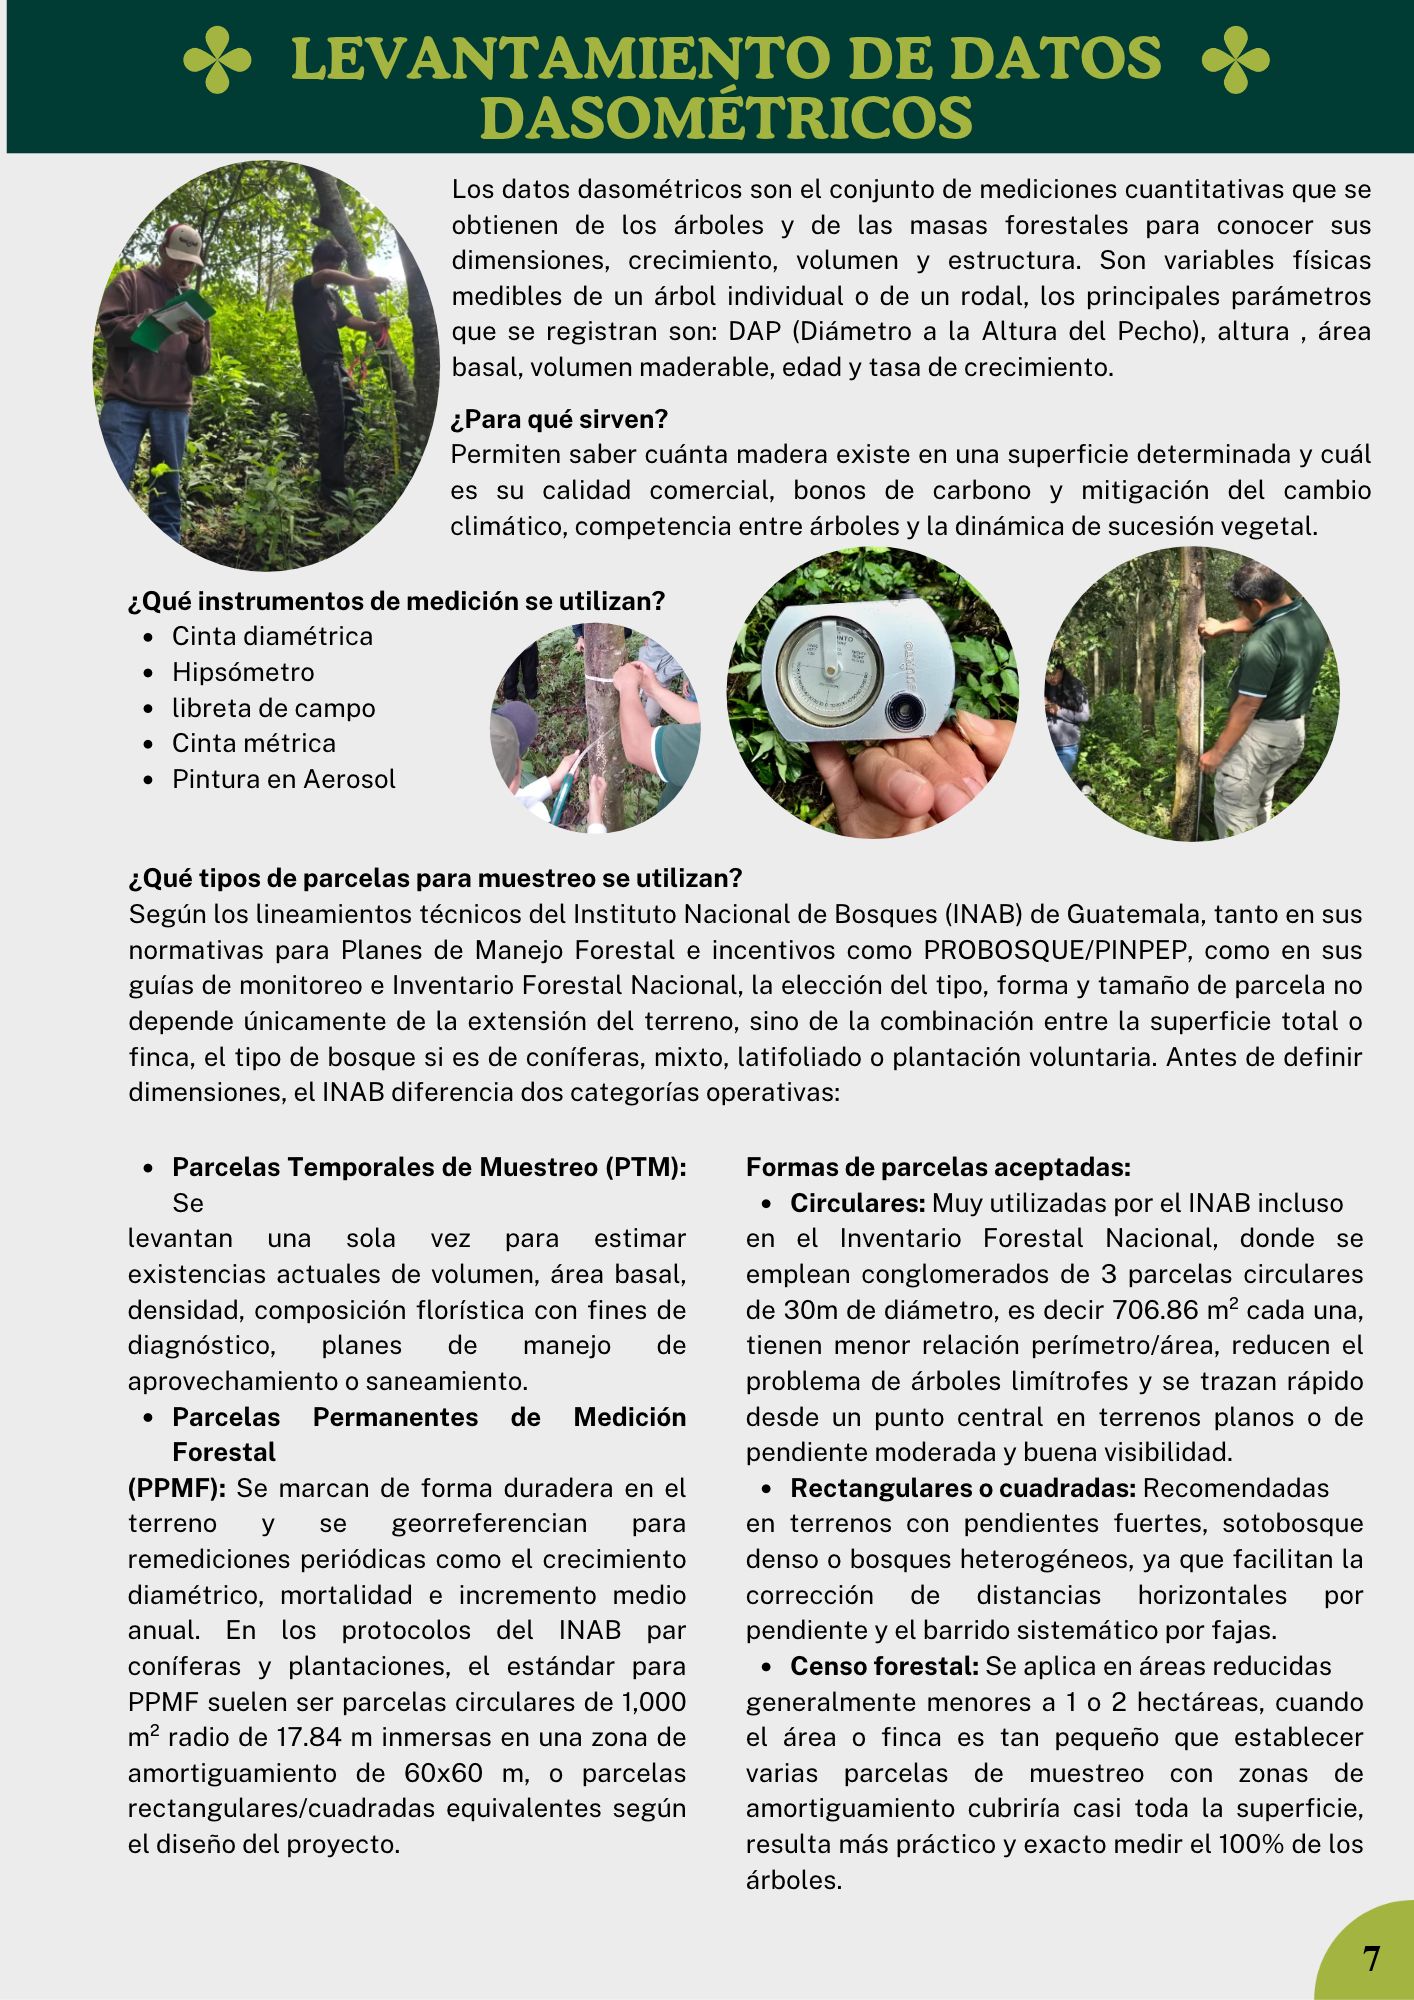 LEVANTAMIENTO DE DATOS
DASOMÉTRICOS
Los datos dasométricos son el conjunto de mediciones cuantitativas que se
obtienen de los árboles y de las masas forestales para conocer sus
dimensiones, crecimiento, volumen y estructura. Son variables físicas
medibles de un árbol individual o de un rodal, los principales parámetros
que se registran son: DAP (Diámetro a la Altura del Pecho), altura , área
basal, volumen maderable, edad y tasa de crecimiento.
¿Para qué sirven?
Permiten saber cuánta madera existe en una superficie determinada y cuál
es su calidad comercial, bonos de carbono y mitigación del cambio
climático, competencia entre árboles y la dinámica de sucesión vegetal.
¿Qué instrumentos de medición se utilizan?
• Cinta diamétrica
• Hipsómetro
• libreta de campo
• Cinta métrica
• Pintura en Aerosol
SUUNTO
¿Qué tipos de parcelas para muestreo se utilizan?
Según los lineamientos técnicos del Instituto Nacional de Bosques (INAB) de Guatemala, tanto en sus
normativas para Planes de Manejo Forestal e incentivos como PROBOSQUE/PINPEP, como en sus
guías de monitoreo e Inventario Forestal Nacional, la elección del tipo, forma y tamaño de parcela no
depende únicamente de la extensión del terreno, sino de la combinación entre la superficie total o
finca, el tipo de bosque si es de coníferas, mixto, latifoliado o plantación voluntaria. Antes de definir
dimensiones, el INAB diferencia dos categorías operativas:
• Parcelas Temporales de Muestreo (PTM):
Se
levantan una sola vez para estimar
existencias actuales de volumen, área basal,
densidad, composición florística con fines de
diagnóstico, planes de manejo de
aprovechamiento o saneamiento.
• Parcelas Permanentes de Medición
Forestal
(PPMF): Se marcan de forma duradera en el
terreno y se georreferencian para
remediciones periódicas como el crecimiento
diamétrico, mortalidad e incremento medio
anual. En los protocolos del INAB par
coníferas y plantaciones, el estándar para
PPMF suelen ser parcelas circulares de 1,000
m² radio de 17.84 m inmersas en una zona de
amortiguamiento de 60x60 m, o parcelas
rectangulares/cuadradas equivalentes según
el diseño del proyecto.
Formas de parcelas aceptadas:
• Circulares: Muy utilizadas por el INAB incluso
en el Inventario Forestal Nacional, donde se
emplean conglomerados de 3 parcelas circulares
de 30m de diámetro, es decir 706.86 m² cada una,
tienen menor relación perímetro/área, reducen el
problema de árboles limítrofes y se trazan rápido
desde un punto central en terrenos planos o de
pendiente moderada y buena visibilidad.
• Rectangulares o cuadradas: Recomendadas
en terrenos con pendientes fuertes, sotobosque
denso o bosques heterogéneos, ya que facilitan la
corrección de distancias horizontales por
pendiente y el barrido sistemático por fajas.
• Censo forestal: Se aplica en áreas reducidas
generalmente menores a 1 o 2 hectáreas, cuando
el área o finca es tan pequeño que establecer
varias parcelas de muestreo con zonas de
amortiguamiento cubriría casi toda la superficie,
resulta más práctico y exacto medir el 100% de los
árboles.
7